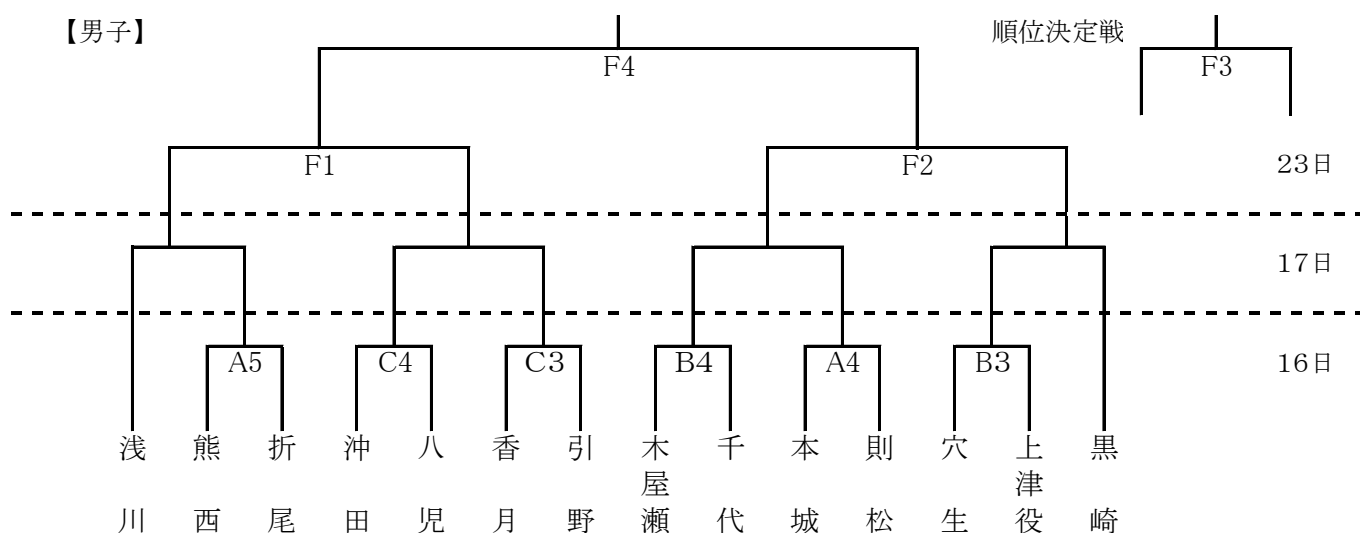 【男子】
順位決定戦
F4
F3
F1
F2
23日
17日
A5
C4
C3
B4
A4
B3
16日
浅川
熊西
折尾
沖田
八児
香月
引野
木屋瀬
千代
本城
則松
穴生
上津役
黒崎